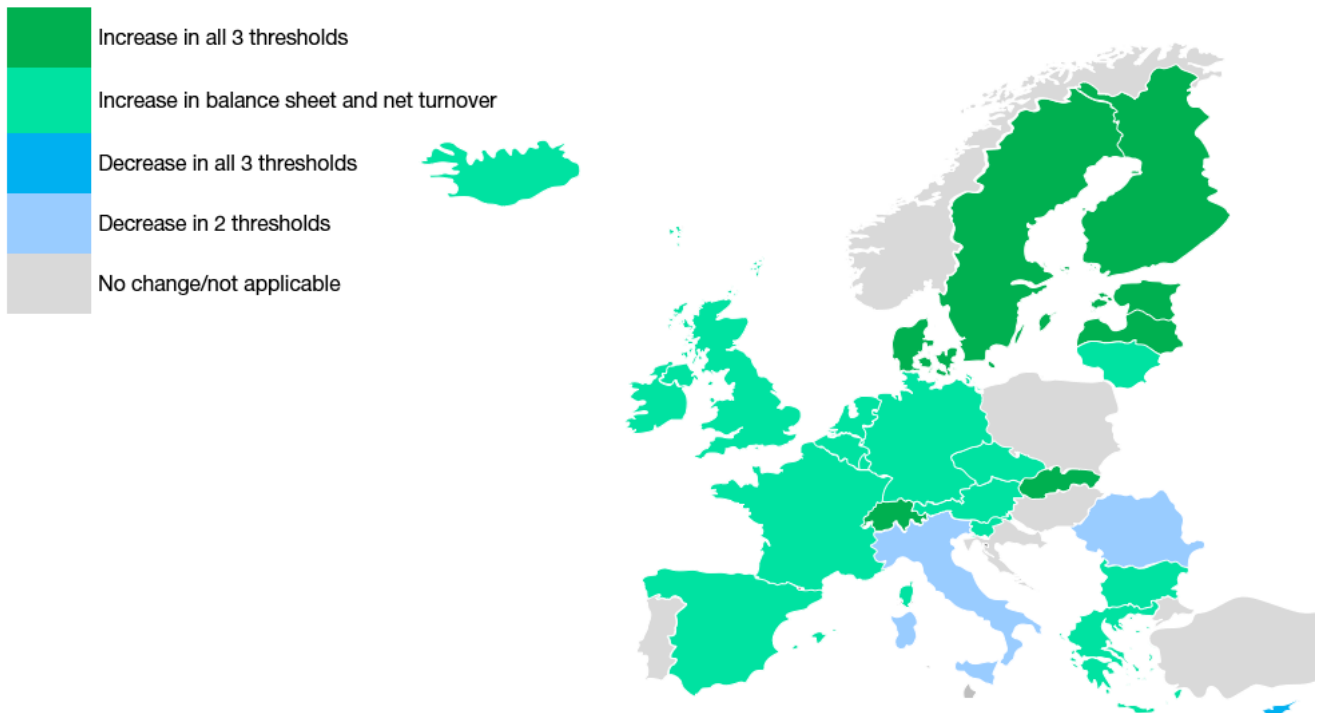 Increase in all 3 thresholds
Increase in balance sheet and net turnover
Decrease in all 3 thresholds
Decrease in 2 thresholds
No change/not applicable